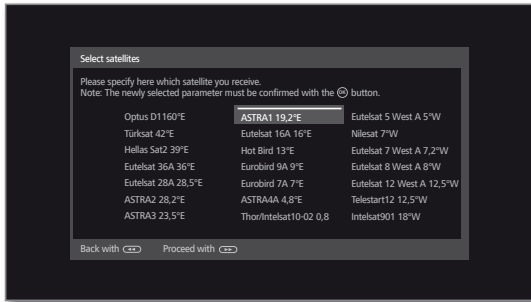 Select satellites
Please specify here which satellite you receive.
Note: The newly selected parameter must be confirmed with the OK button.
Optus D1160°E ASTRA1 19,2°E Eutelsat 5 West A 5°W
Türksat 42°E Eutelsat 16A 16°E Nilesat 7°W
Hellas Sat2 39°E Hot Bird 13°E Eutelsat 7 West A 7,2°W
Eutelsat 36A 36°E Eurobird 9A 9°E Eutelsat 8 West A 8°W
Eutelsat 28A 28,5°E Eurobird 7A 7°E Eutelsat 12 West A 12,5°W
ASTRA2 28,2°E ASTRA4A 4,8°E Telestart12 12,5°W
ASTRA3 23,5°E Thor/Intelsat10-02 0,8 Intelsat901 18°W
Back with Proceed with